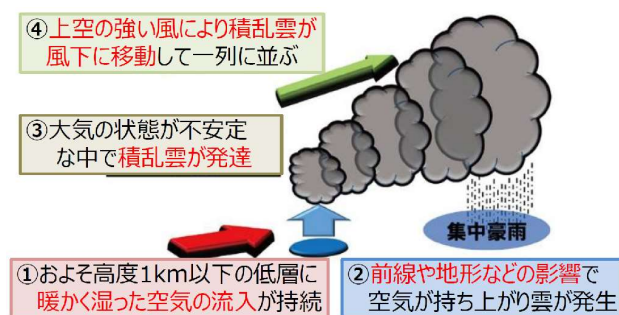 ④上空の強い風により積乱雲が
風下に移動して一列に並ぶ
③大気の状態が不安定
な中で積乱雲が発達
集中豪雨
①およそ高度1km以下の低層に
暖かく湿った空気の流入が持続
②前線や地形などの影響で
空気が持ち上がり雲が発生